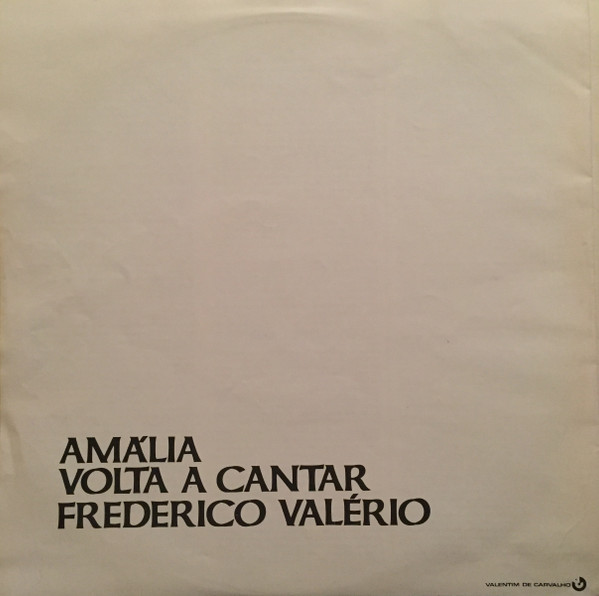 AMÁLIA
VOLTA A CANTAR
FREDERICO VALÉRIO
VALENTIM DE CARVALHO